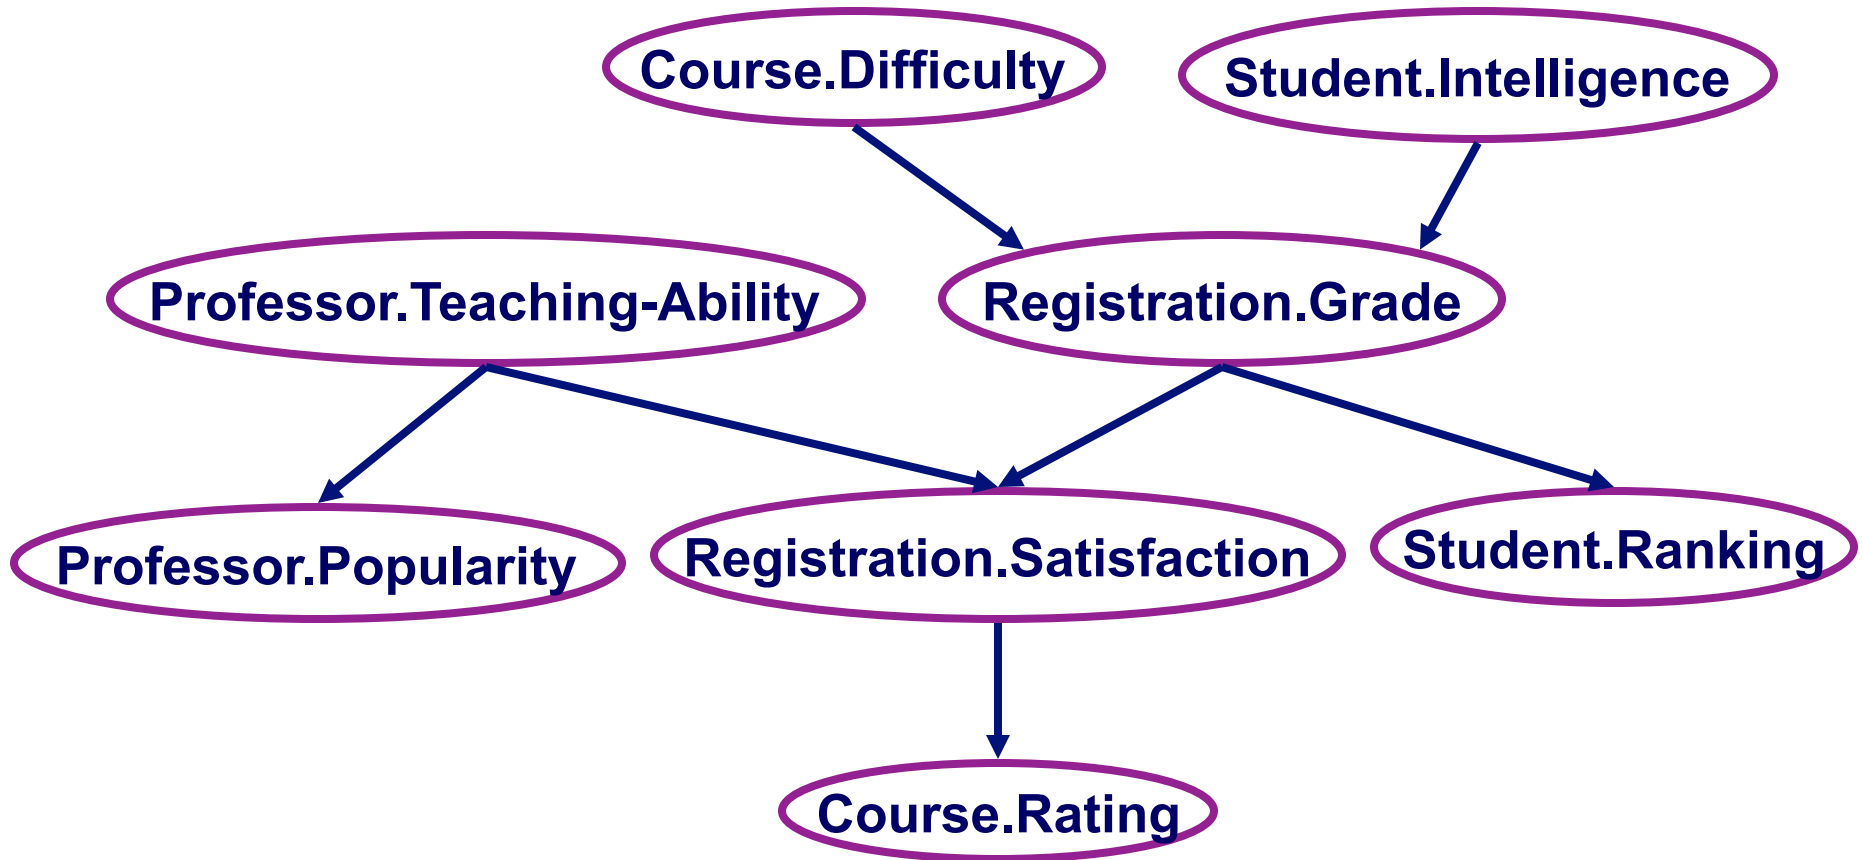 Course.Difficulty
Student.Intelligence
Professor.Teaching-Ability
Registration.Grade
Professor.Popularity
Registration.Satisfaction
Student.Ranking
Course.Rating